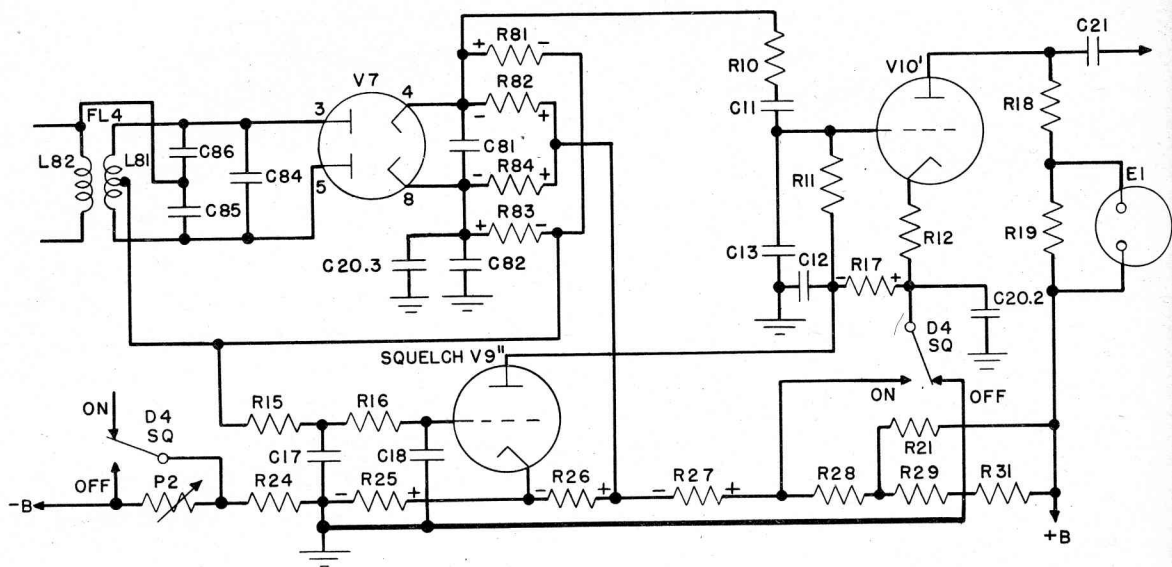 C21
+ R81 -
V7
4
R82
- +
R10
V10'
R18
FL4
3
C86
C11
L82
L81
C84
C81
5
C85
8
- R84 +
R83
+ -
R11
E1
R12
R19
C13
C12
- R17 +
C20.3
C82
C20.2
SQUELCH V9"
D4
SQ
ON
OFF
R15
R16
ON
D4
SQ
R21
C17
C18
OFF
P2
R24
- R25 +
- R26 +
- R27 +
R28
R29
R31
-B
+B